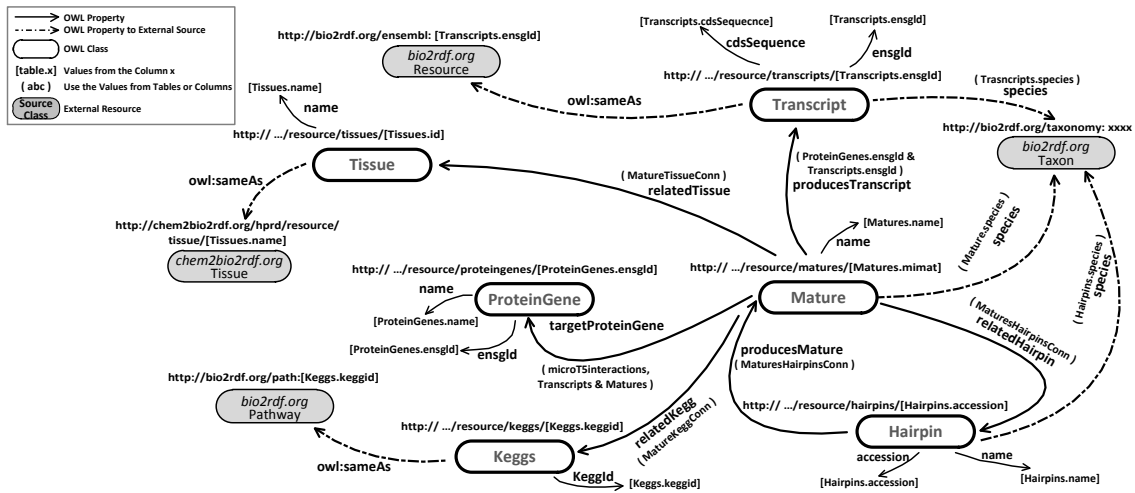 OWL Property
OWL Property to External Source
OWL Class
[table.x] Values from the Column x
( abc ) Use the Values from Tables or Columns
Source
Class
External Resource
[Transcripts.cdsSequecnce]
[Transcripts.ensgId]
cdsSequence
ensgId
http://bio2rdf.org/ensembl: [Transcripts.ensgId]
bio2rdf.org
Resource
http:// .../resource/transcripts/[Transcripts.ensgId]
Transcript
owl:sameAs
( Trasncripts.species )
species
http://bio2rdf.org/taxonomy: xxxx
bio2rdf.org
Taxon
[Tissues.name]
name
http:// .../resource/tissues/[Tissues.id]
Tissue
owl:sameAs
http://chem2bio2rdf.org/hprd/resource/
tissue/[Tissues.name]
chem2bio2rdf.org
Tissue
( MatureTissueConn )
relatedTissue
( ProteinGenes.ensgId &
Transcripts.ensgId )
producesTranscript
[Matures.name]
name
( Mature.species )
species
( Hairpins.species )
species
http:// .../resource/proteingenes/[ProteinGenes.ensgId]
http:// .../resource/matures/[Matures.mimat]
name
ProteinGene
Mature
[ProteinGenes.name]
targetProteinGene
[ProteinGenes.ensgId]
ensgId
( microT5interactions,
Transcripts & Matures )
producesMature
( MaturesHairpinsConn )
( MaturesHairpinsConn )
relatedHairpin
http://bio2rdf.org/path:[Keggs.keggid]
bio2rdf.org
Pathway
owl:sameAs
http:// .../resource/keggs/[Keggs.keggid]
Keggs
relatedKegg
( MatureKeggConn )
KeggId
[Keggs.keggid]
http:// .../resource/hairpins/[Hairpins.accession]
Hairpin
accession
name
[Hairpins.accession]
[Hairpins.name]